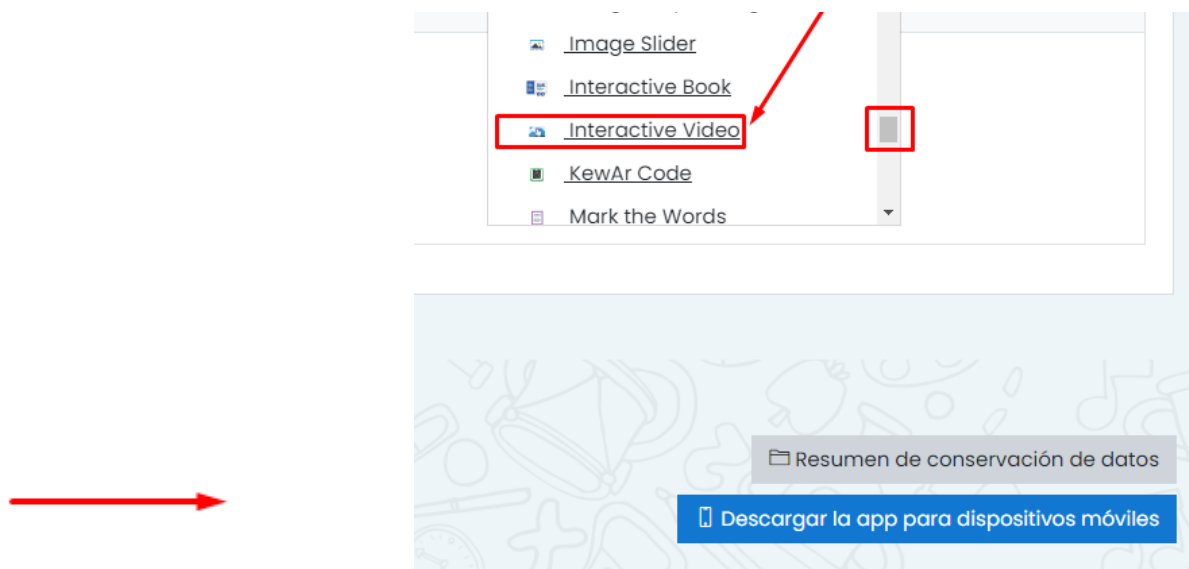 Image Slider
Interactive Book
Interactive Video
KewAr Code
Mark the Words
Resumen de conservación de datos
Descargar la app para dispositivos móviles